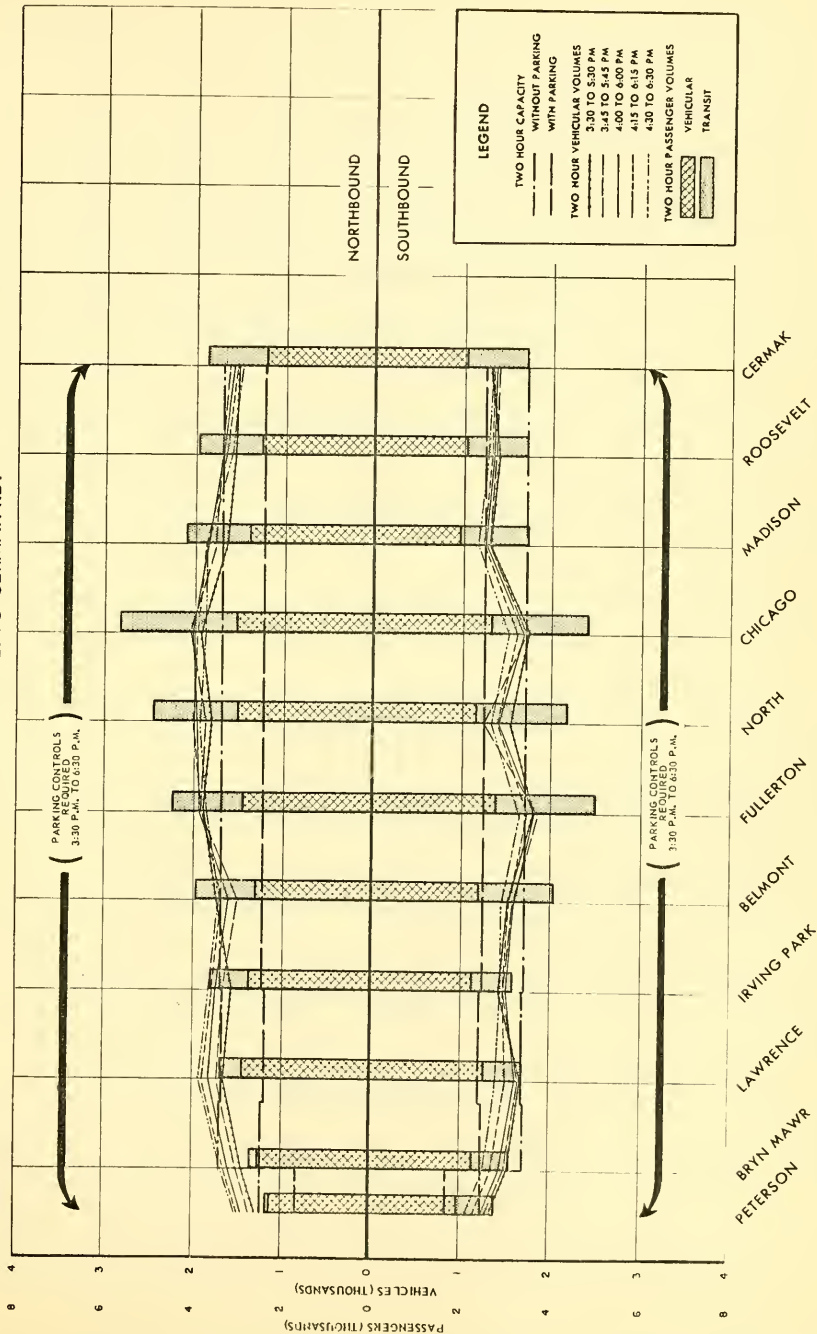 NORTHBOUND
SOUTHBOUND
(PARKING CONTROLS
REQUIRED
3:30 P.M. TO 6:30 P.M.)
(PARKING CONTROLS
REQUIRED
3:30 P.M. TO 6:30 P.M.)
LEGEND
TWO HOUR CAPACITY
WITHOUT PARKING
WITH PARKING
TWO HOUR VEHICULAR VOLUMES
3:30 TO 5:30 PM
3:45 TO 5:45 PM
4:00 TO 6:00 PM
4:15 TO 6:15 PM
4:30 TO 6:30 PM
TWO HOUR PASSENGER VOLUMES
VEHICULAR
TRANSIT
PASSENGERS (THOUSANDS)
8 6 4 2 0 2 4 6 8
VEHICLES (THOUSANDS)
4 3 2 1 0 1 2 3 4
PETERSON
BRYN MAWR
LAWRENCE
IRVING PARK
BELMONT
FULLERTON
NORTH
CHICAGO
MADISON
ROOSEVELT
CERMAK